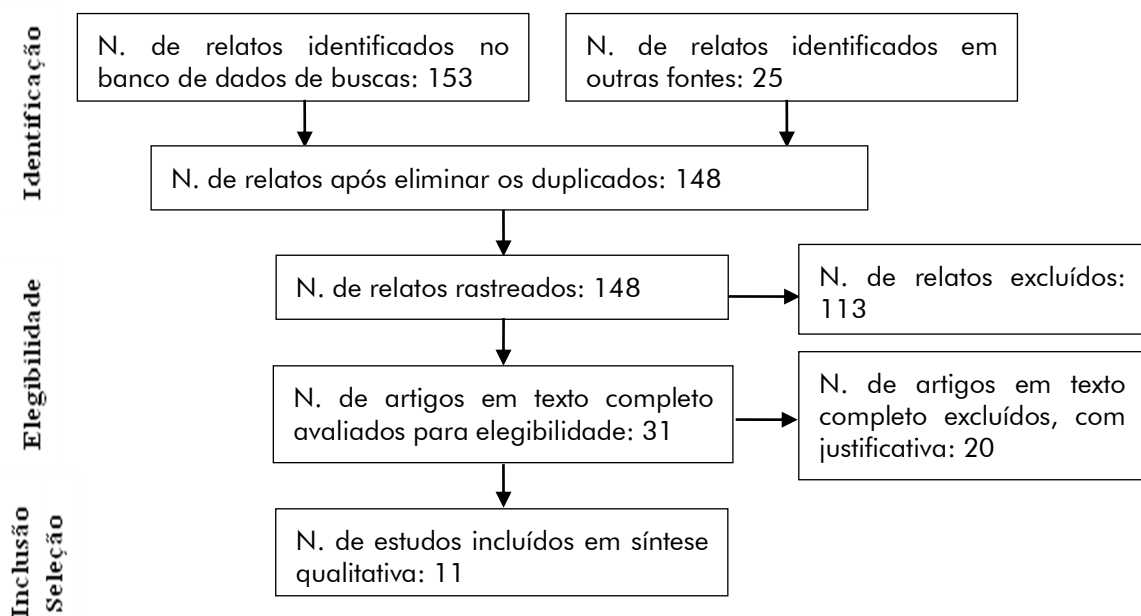 Identificação
N. de relatos identificados no
banco de dados de buscas: 153
N. de relatos identificados em
outras fontes: 25
N. de relatos após eliminar os duplicados: 148
Elegibilidade
N. de relatos rastreados: 148
N. de relatos excluídos:
113
N. de artigos em texto completo
avaliados para elegibilidade: 31
N. de artigos em texto
completo excluídos, com
justificativa: 20
Inclusão
Seleção
N. de estudos incluídos em síntese
qualitativa: 11